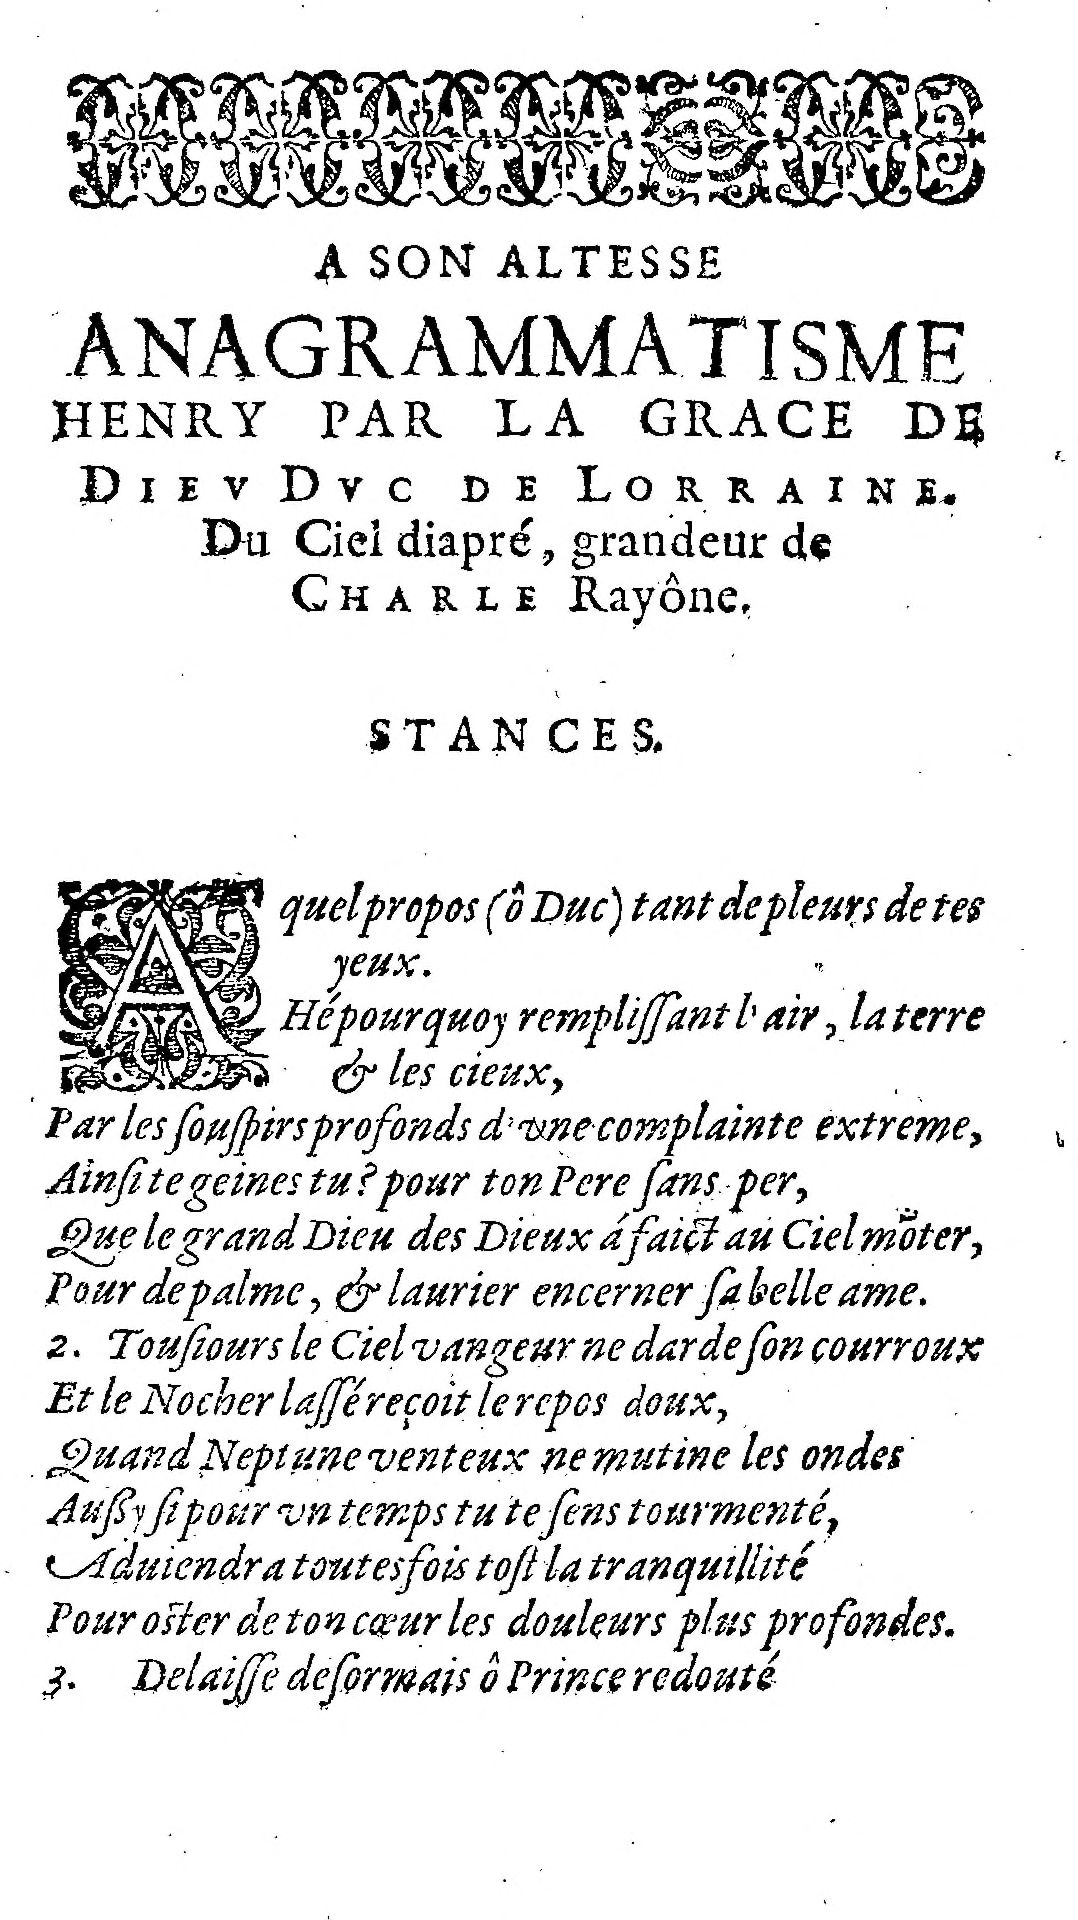 A SON ALTESSE
ANAGRAMMATISME
HENRY PAR LA GRACE DE
DIEV DVC DE LORRAINE.
Du Ciel diapré, grandeur de
CHARLE Rayône.
STANCES.
A quel propos (ô Duc) tant de pleurs de tes
yeux.
Hé pourquoy rempliſſant l'air, la terre
& les cieux,
Par les ſouſpirs profonds d'vne complainte extreme,
Ainſi te geines tu? pour ton Pere ſans per,
Que le grand Dieu des Dieux á faict au Ciel mõter,
Pour de palme, & laurier encerner ſa belle ame.
2. Touſiours le Ciel vangeur ne darde ſon courroux
Et le Nocher laſſé reçoit le repos doux,
Quand Neptune venteux ne mutine les ondes
Auſsy ſi pour vn temps tu te ſens tourmenté,
Aduiendra toutesfois toſt la tranquillité
Pour oſter de ton cœur les douleurs plus profondes.
3. Delaiſſe deſormais ô Prince redouté